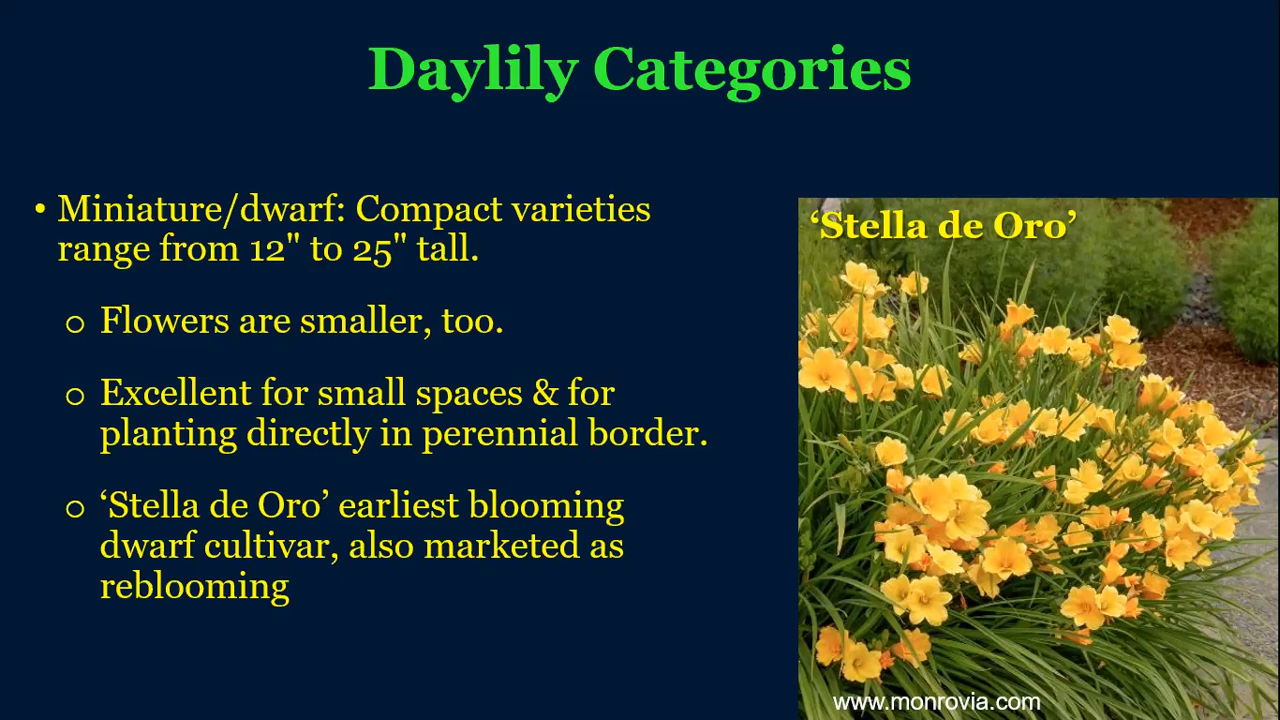 Daylily Categories
• Miniature/dwarf: Compact varieties
range from 12" to 25" tall.
o Flowers are smaller, too.
o Excellent for small spaces & for
planting directly in perennial border.
o ‘Stella de Oro’ earliest blooming
dwarf cultivar, also marketed as
reblooming
‘Stella de Oro’
www.monrovia.com